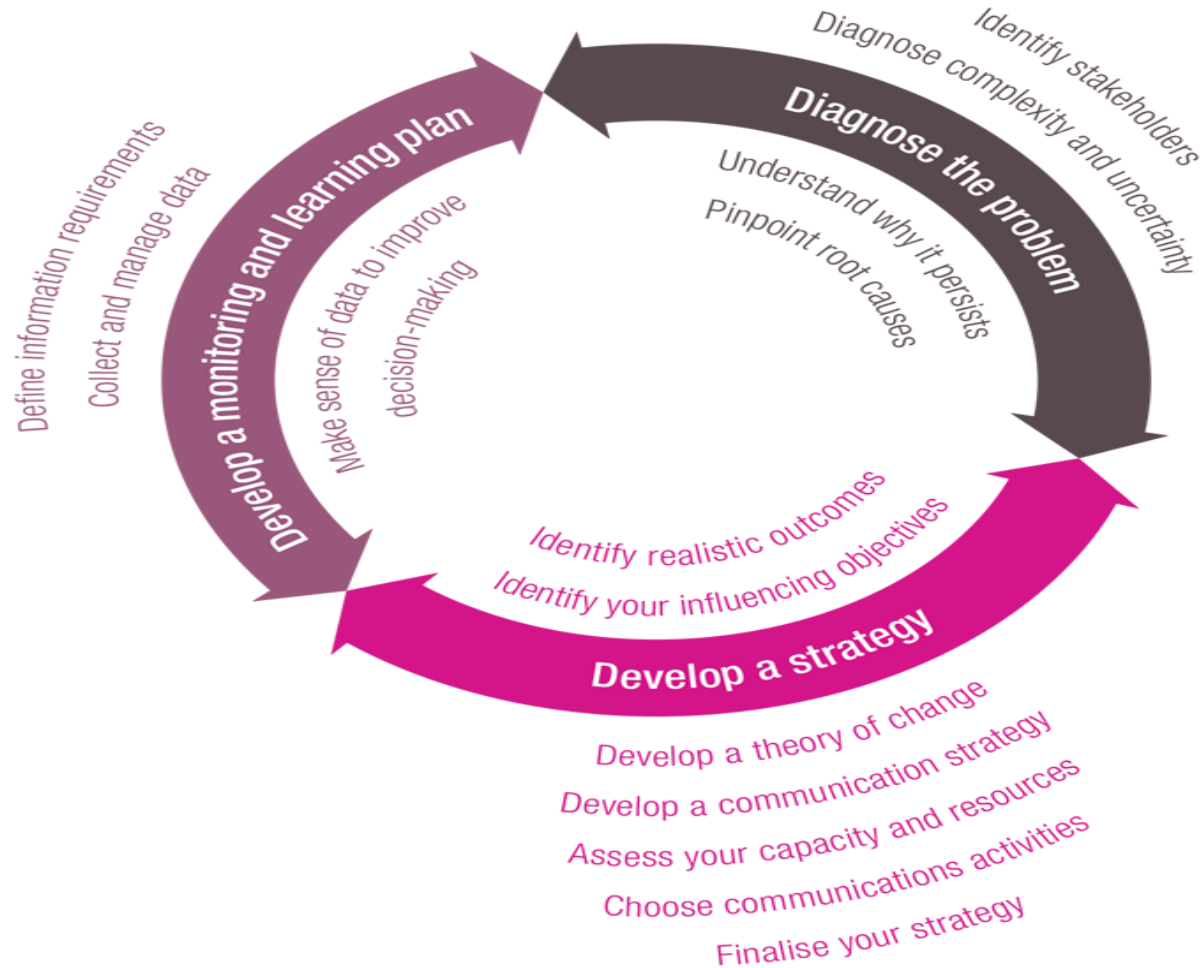 Identify stakeholders
Diagnose complexity and uncertainty
Diagnose the problem
Understand why it persists
Pinpoint root causes
Identify realistic outcomes
Identify your influencing objectives
Develop a strategy
Develop a theory of change
Develop a communication strategy
Assess your capacity and resources
Choose communications activities
Finalise your strategy
Define information requirements
Collect and manage data
Develop a monitoring and learning plan
Make sense of data to improve
decision-making